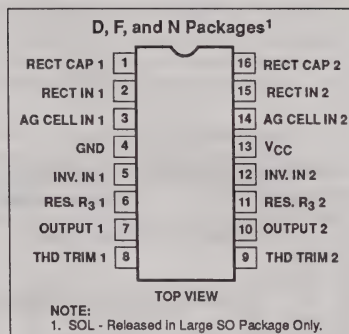 D, F, and N Packages1
RECT CAP 1 1 16 RECT CAP 2
RECT IN 1 2 15 RECT IN 2
AG CELL IN 1 3 14 AG CELL IN 2
GND 4 13 VCC
INV. IN 1 5 12 INV. IN 2
RES. R3 1 6 11 RES. R3 2
OUTPUT 1 7 10 OUTPUT 2
THD TRIM 1 8 9 THD TRIM 2
TOP VIEW
NOTE:
1. SOL - Released in Large SO Package Only.